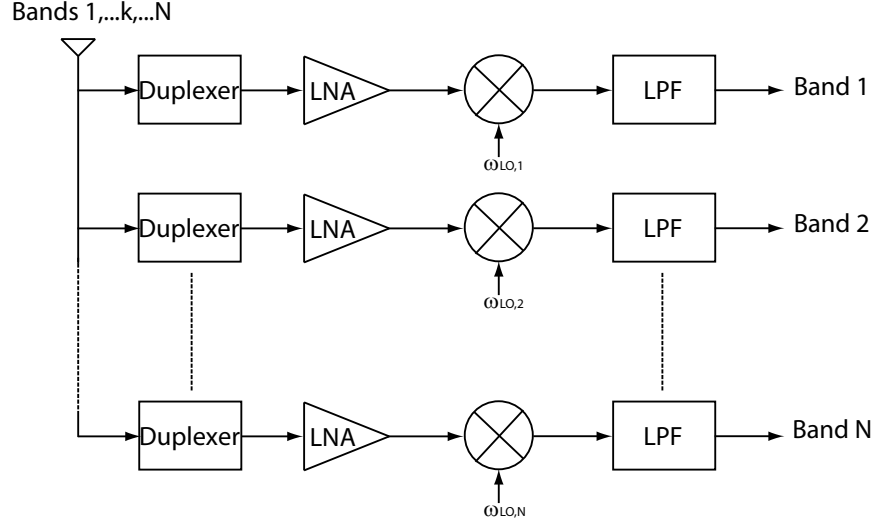 Bands 1,...k,...N
Duplexer LNA LPF Band 1
ωLO,1
Duplexer LNA LPF Band 2
ωLO,2
Duplexer LNA LPF Band N
ωLO,N